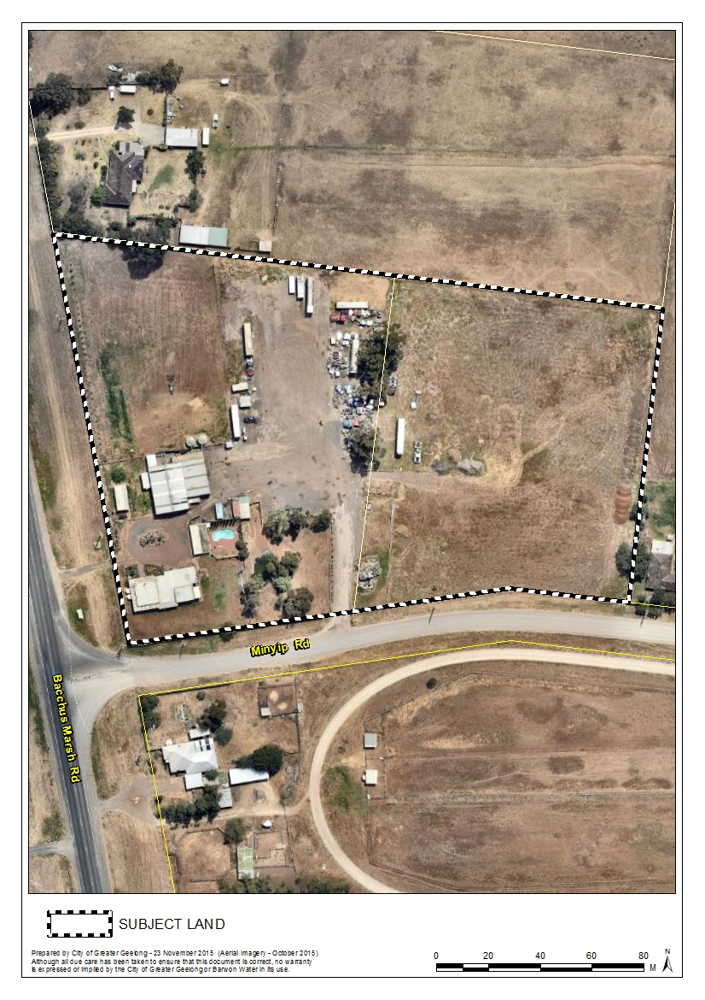 Minyip Rd
Bacchus Marsh Rd
SUBJECT LAND
Prepared by City of Greater Geelong - 23 November 2015 (Aerial Imagery - October 2015)
Although all due care has been taken to ensure that this document is correct, no warranty
is expressed or implied by the City of Greater Geelong or Barwon Water in its use.
0 20 40 60 80
M
N